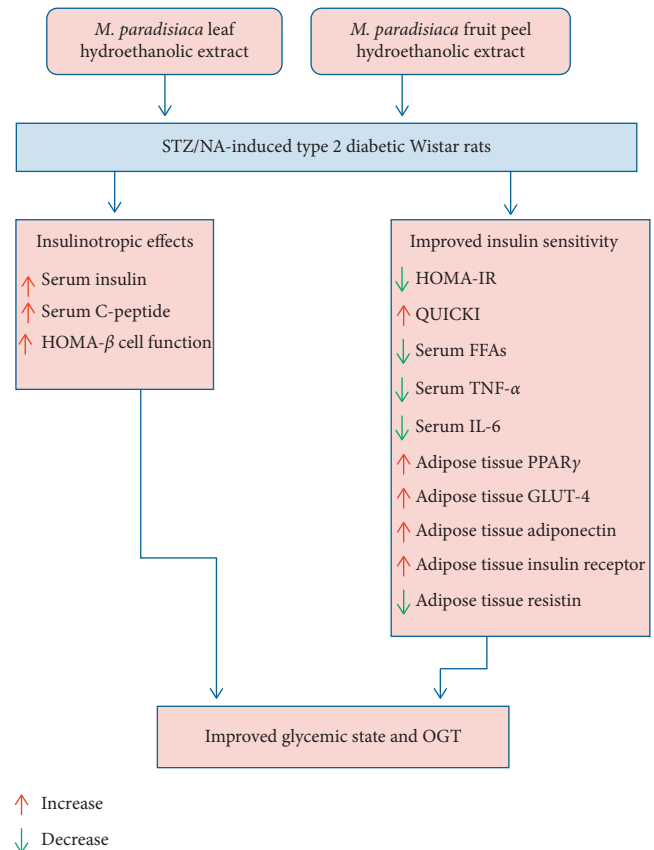 M. paradisiaca leaf
hydroethanolic extract
M. paradisiaca fruit peel
hydroethanolic extract
STZ/NA-induced type 2 diabetic Wistar rats
Insulinotropic effects
↑ Serum insulin
↑ Serum C-peptide
↑ HOMA-β cell function
Improved insulin sensitivity
↓ HOMA-IR
↑ QUICKI
↓ Serum FFAs
↓ Serum TNF-α
↓ Serum IL-6
↑ Adipose tissue PPARγ
↑ Adipose tissue GLUT-4
↑ Adipose tissue adiponectin
↑ Adipose tissue insulin receptor
↓ Adipose tissue resistin
Improved glycemic state and OGT
↑ Increase
↓ Decrease